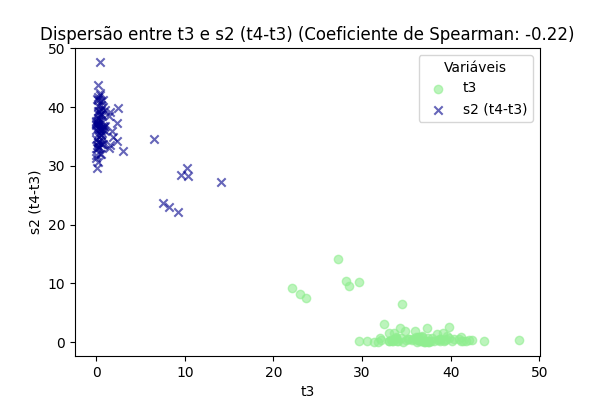 Dispersão entre t3 e s2 (t4-t3) (Coeficiente de Spearman: -0.22)
Variáveis
t3
s2 (t4-t3)
s2 (t4-t3)
50
40
30
20
10
0
0 10 20 30 40 50
t3